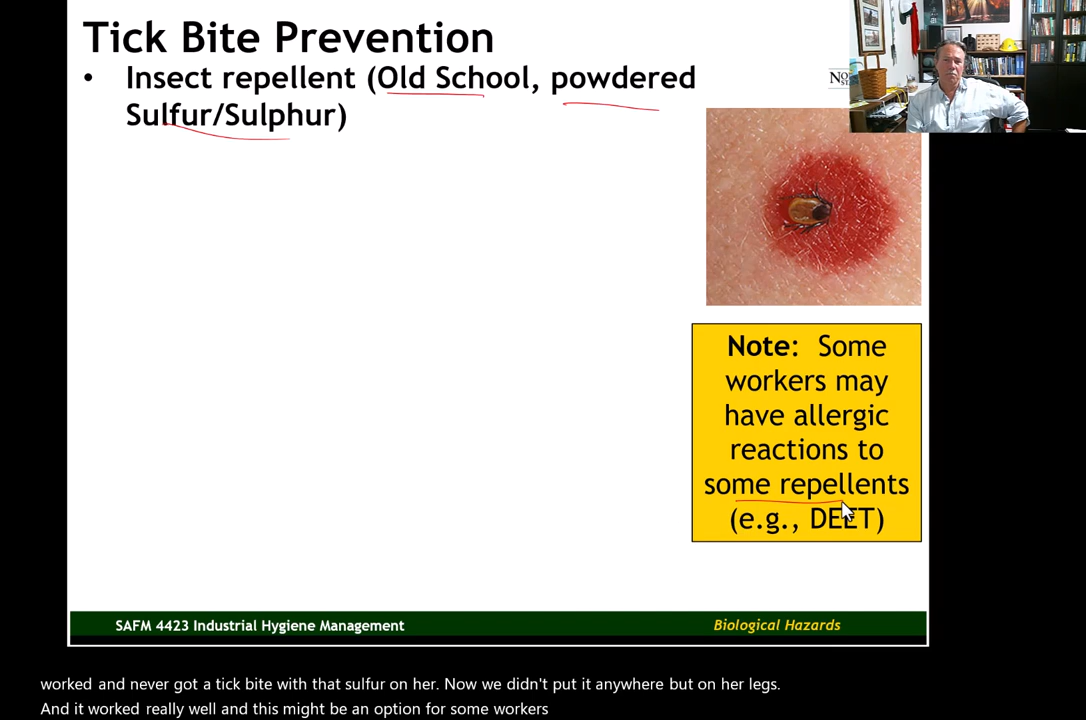 Tick Bite Prevention
• Insect repellent (Old School, powdered
Sulfur/Sulphur)
Note: Some
workers may
have allergic
reactions to
some repellents
(e.g., DEET)
SAFM 4423 Industrial Hygiene Management
Biological Hazards
worked and never got a tick bite with that sulfur on her. Now we didn't put it anywhere but on her legs.
And it worked really well and this might be an option for some workers